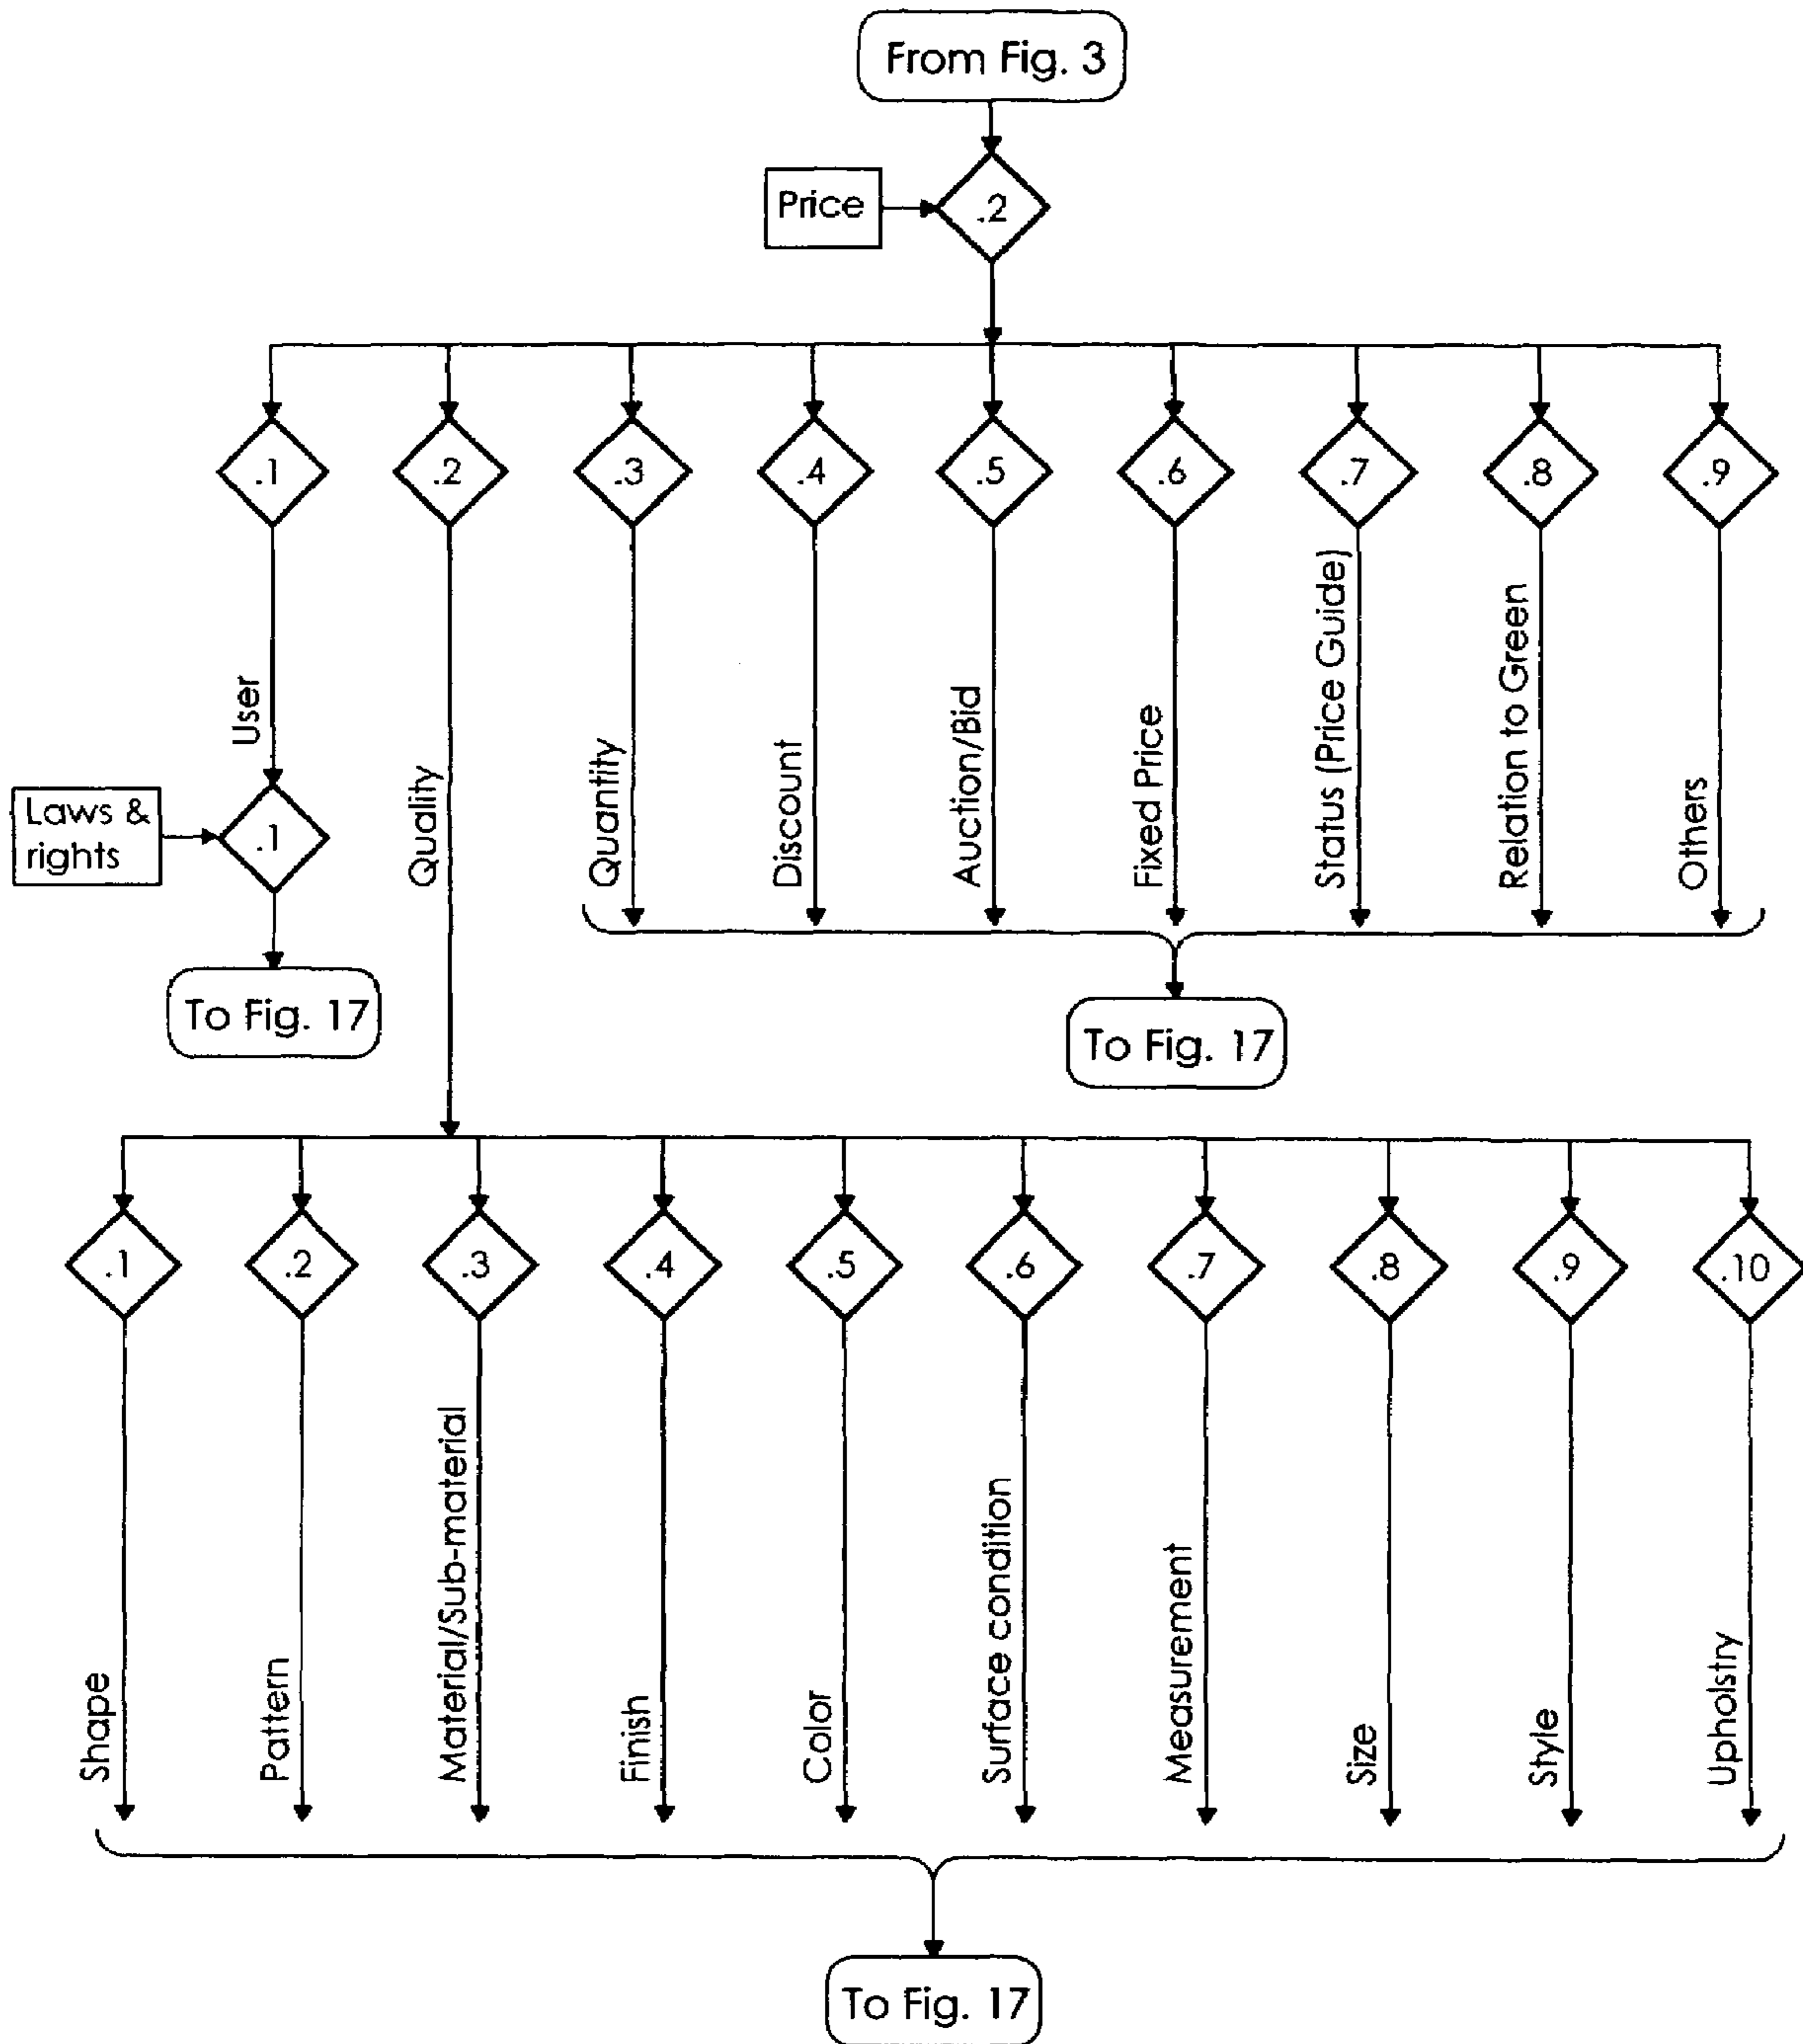 From Fig. 3
Price
.2
.1
.2
.3
.4
.5
.6
.7
.8
.9
User
Quality
Quantity
Discount
Auction/Bid
Fixed Price
Status (Price Guide)
Relation to Green
Others
Laws &
rights
.1
To Fig. 17
To Fig. 17
.1
.2
.3
.4
.5
.6
.7
.8
.9
.10
Shape
Pattern
Material/Sub-material
Finish
Color
Surface condition
Measurement
Size
Style
Upholstry
To Fig. 17